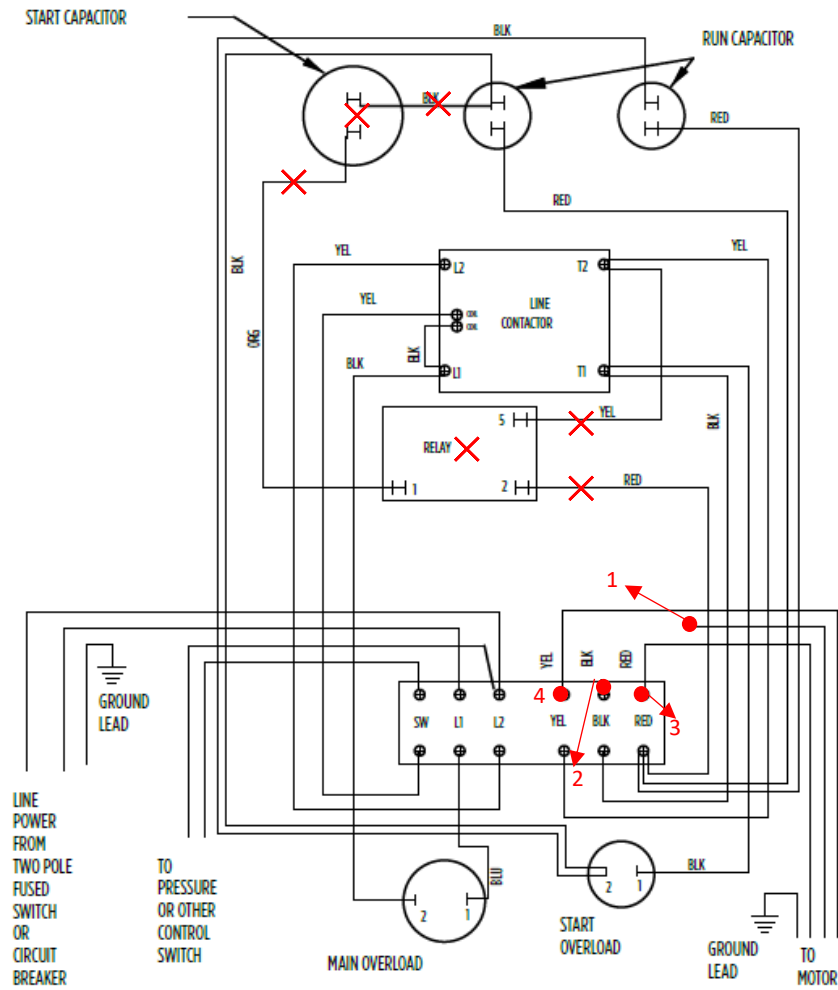 START CAPACITOR
BLK
RUN CAPACITOR
BLK
RED
RED
YEL
YEL
L2
T2
BLK
YEL
LINE
CONTACTOR
COIL
COIL
ORG
BLK
BLK
L1
T1
BLK
5
YEL
RELAY
1
2
RED
1
YEL
BLK
RED
GROUND
LEAD
4
SW
L1
L2
YEL
BLK
RED
3
2
LINE
POWER
FROM
TWO POLE
FUSED
SWITCH
OR
CIRCUIT
BREAKER
TO
PRESSURE
OR OTHER
CONTROL
SWITCH
BLU
2
1
MAIN OVERLOAD
2
1
BLK
START
OVERLOAD
GROUND
LEAD
TO
MOTOR